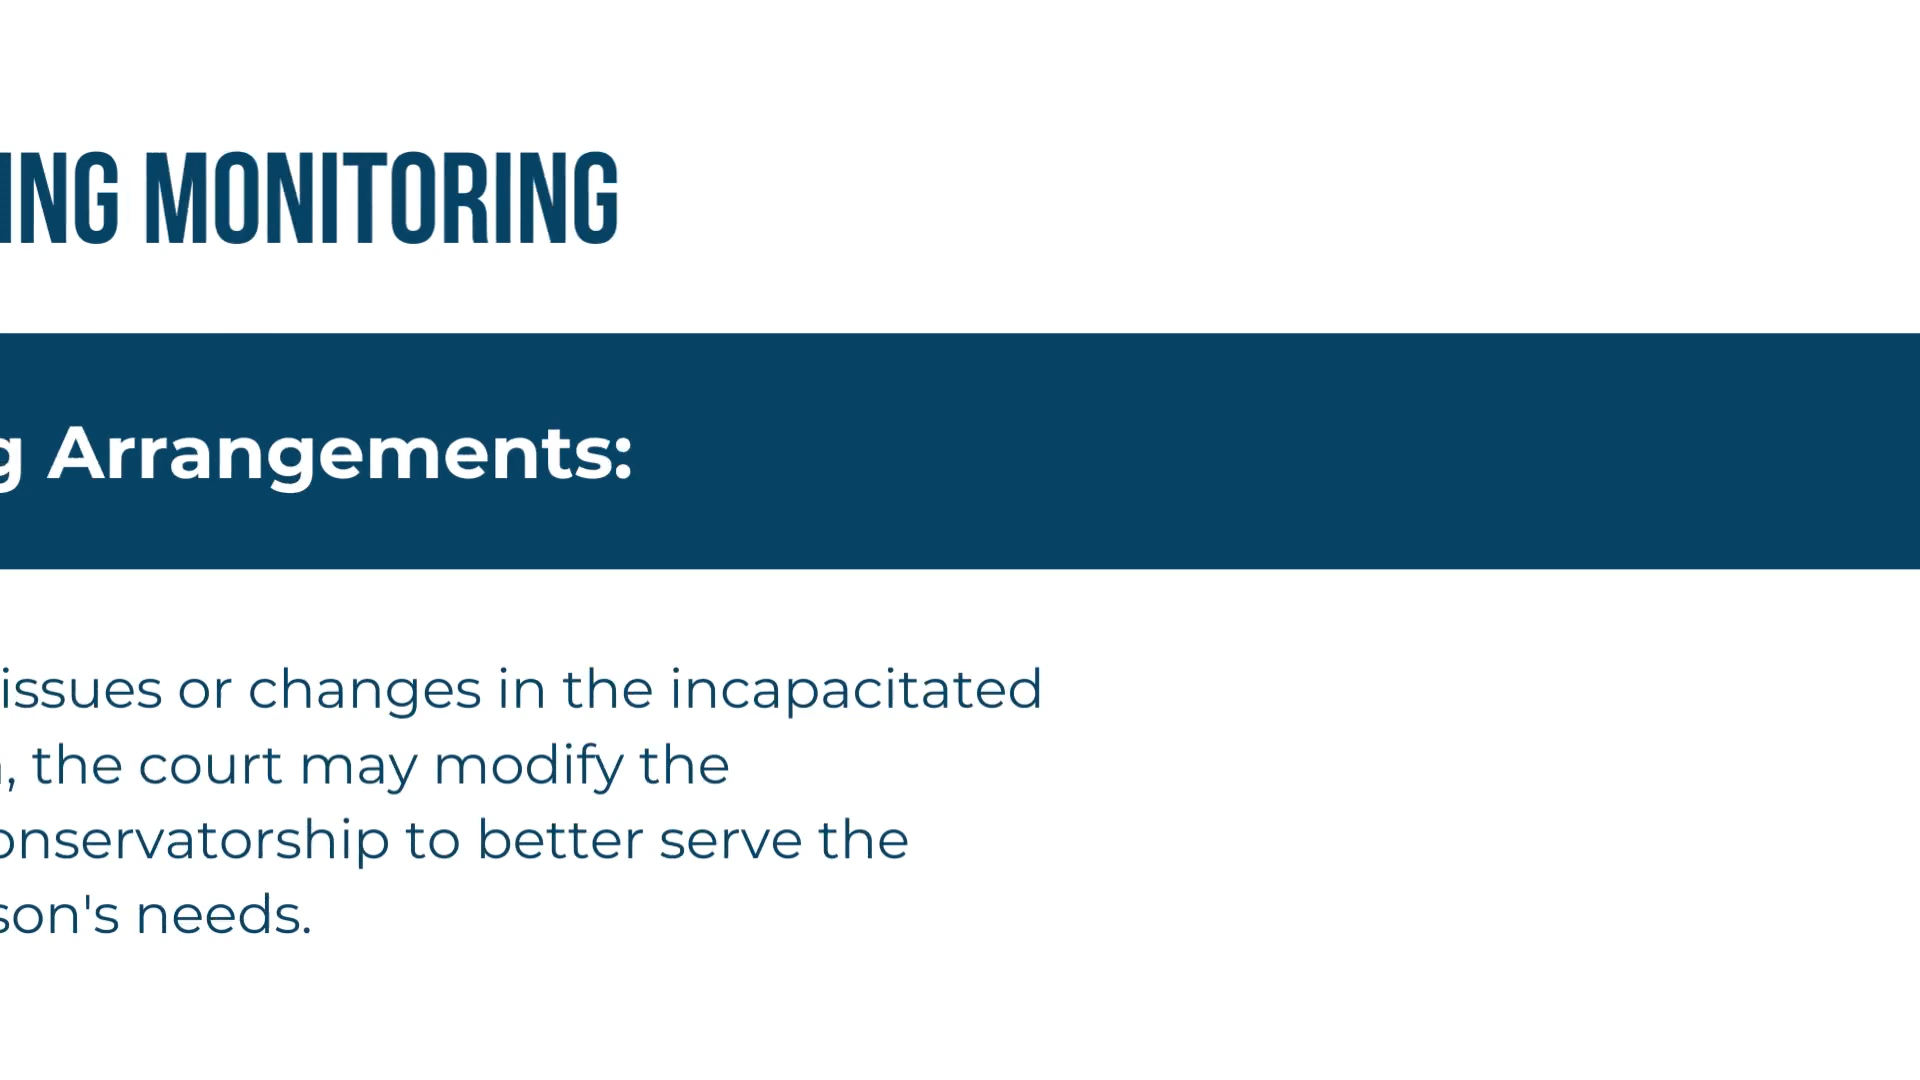 ING MONITORING
g Arrangements:
issues or changes in the incapacitated
, the court may modify the
onservatorship to better serve the
son's needs.